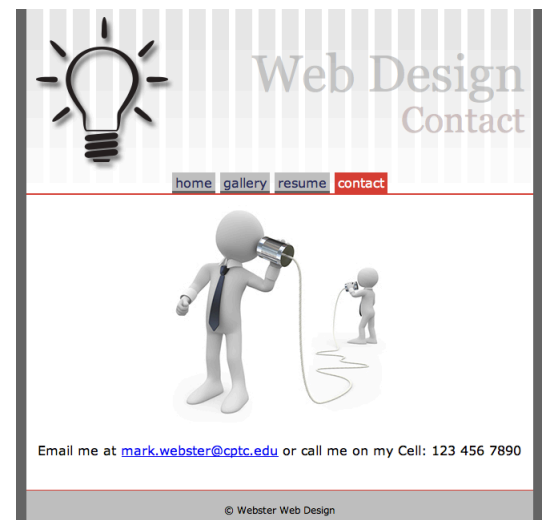 Web Design
Contact
home gallery resume contact
Email me at mark.webster@cptc.edu or call me on my Cell: 123 456 7890
© Webster Web Design